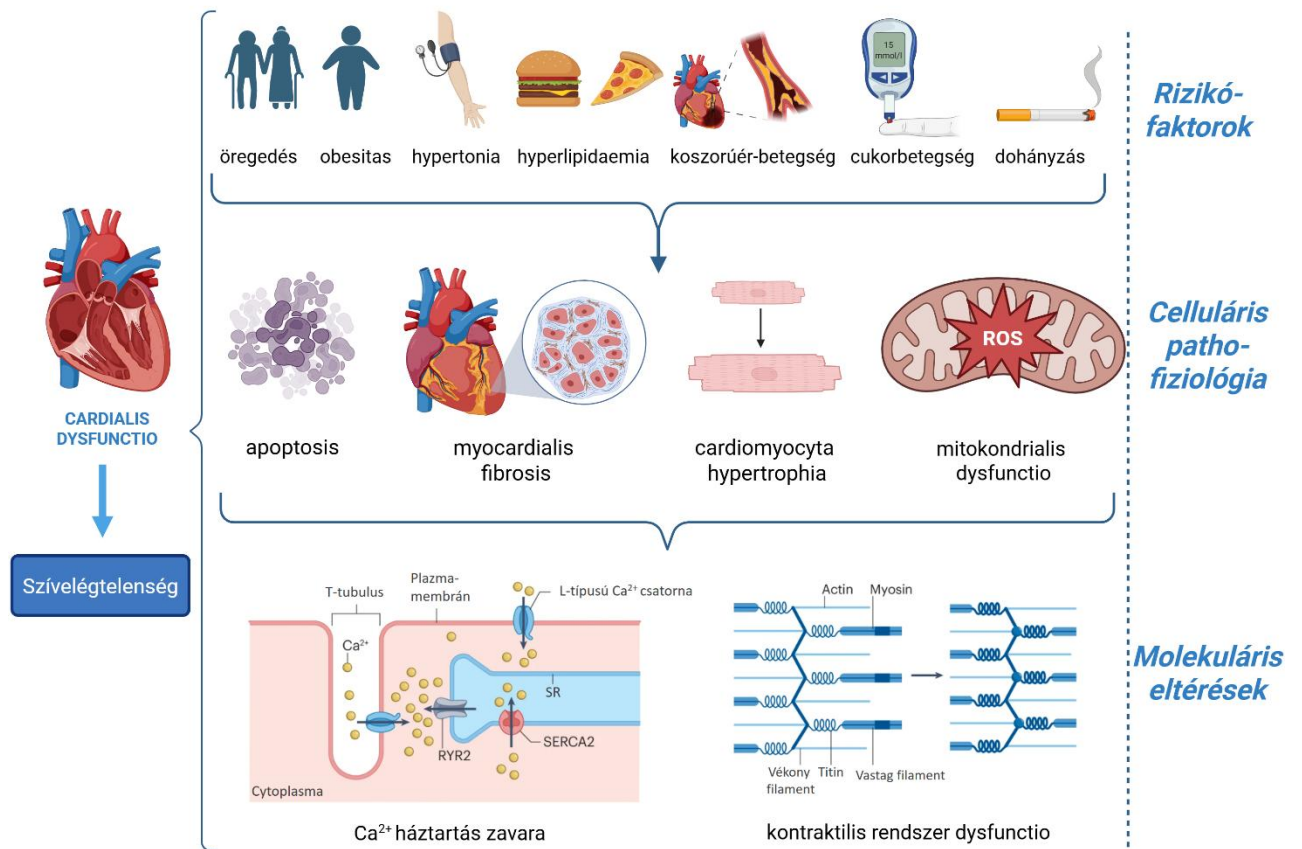 15
mmol/l
öregedés
obesitas
hypertonia
hyperlipidaemia
koszorúér-betegség
cukorbetegség
dohányzás
Rizikó-
faktorok
CARDIALIS
DYSFUNCTIO
Szívelégtelenség
ROS
apoptosis
myocardialis
fibrosis
cardiomyocyta
hypertrophia
mitokondrialis
dysfunctio
Celluláris
patho-
fiziológia
T-tubulus
Plazma-
membrán
L-típusú Ca²⁺ csatorna
Ca²⁺
SR
RYR2
SERCA2
Cytoplasma
Ca²⁺ háztartás zavara
Actin
Myosin
Vékony
filament
Titin
Vastag filament
kontraktilis rendszer dysfunctio
Molekuláris
eltérések